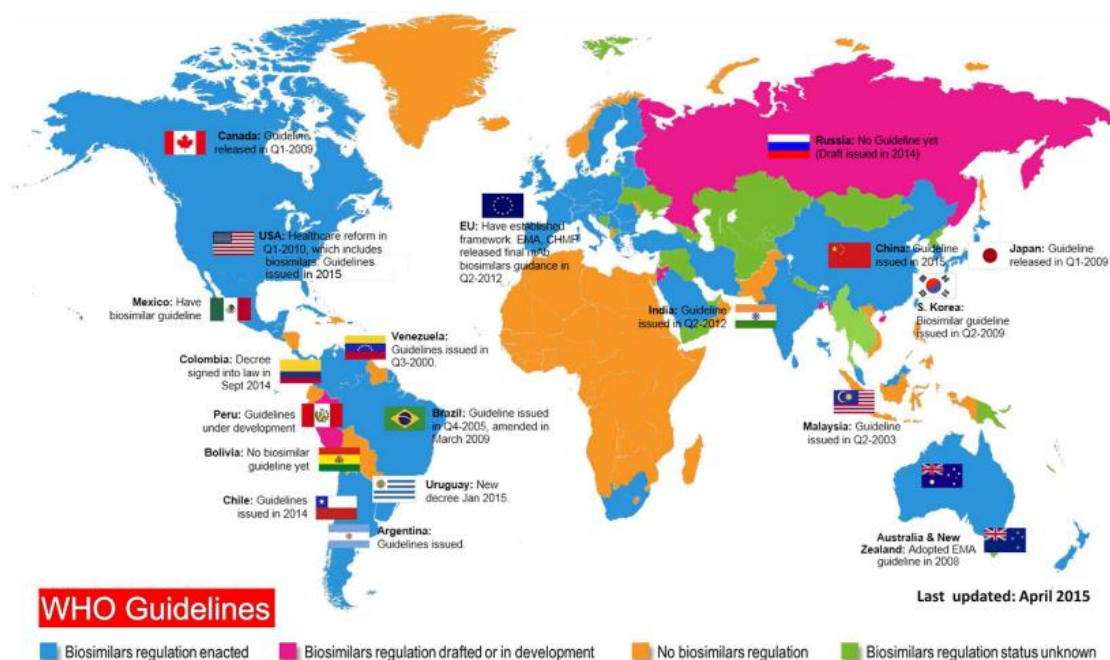 Canada: Guideline
released in Q1-2009
Russia: No Guideline yet
(Draft issued in 2014)
USA: Healthcare reform in
Q1-2010, which includes
biosimilars. Guidelines
issued in 2015
EU: Have established
framework. EMA, CHMP
released final mAb
biosimilars guidance in
Q2-2012
China: Guideline
issued in 2015
Japan: Guideline
released in Q1-2009
Mexico: Have
biosimilar guideline
India: Guideline
issued in Q2-2012
S. Korea:
Biosimilar guideline
issued in Q2-2009
Venezuela:
Guidelines issued in
Q3-2000.
Colombia: Decree
signed into law in
Sept 2014
Peru: Guidelines
under development
Brazil: Guideline issued
in Q4-2005, amended in
March 2009
Malaysia: Guideline
issued in Q2-2003
Bolivia: No biosimilar
guideline yet
Uruguay: New
decree Jan 2015.
Chile: Guidelines
issued in 2014
Argentina:
Guidelines issued.
Australia & New
Zealand: Adopted EMA
guideline in 2008
Last updated: April 2015
WHO Guidelines
Biosimilars regulation enacted
Biosimilars regulation drafted or in development
No biosimilars regulation
Biosimilars regulation status unknown